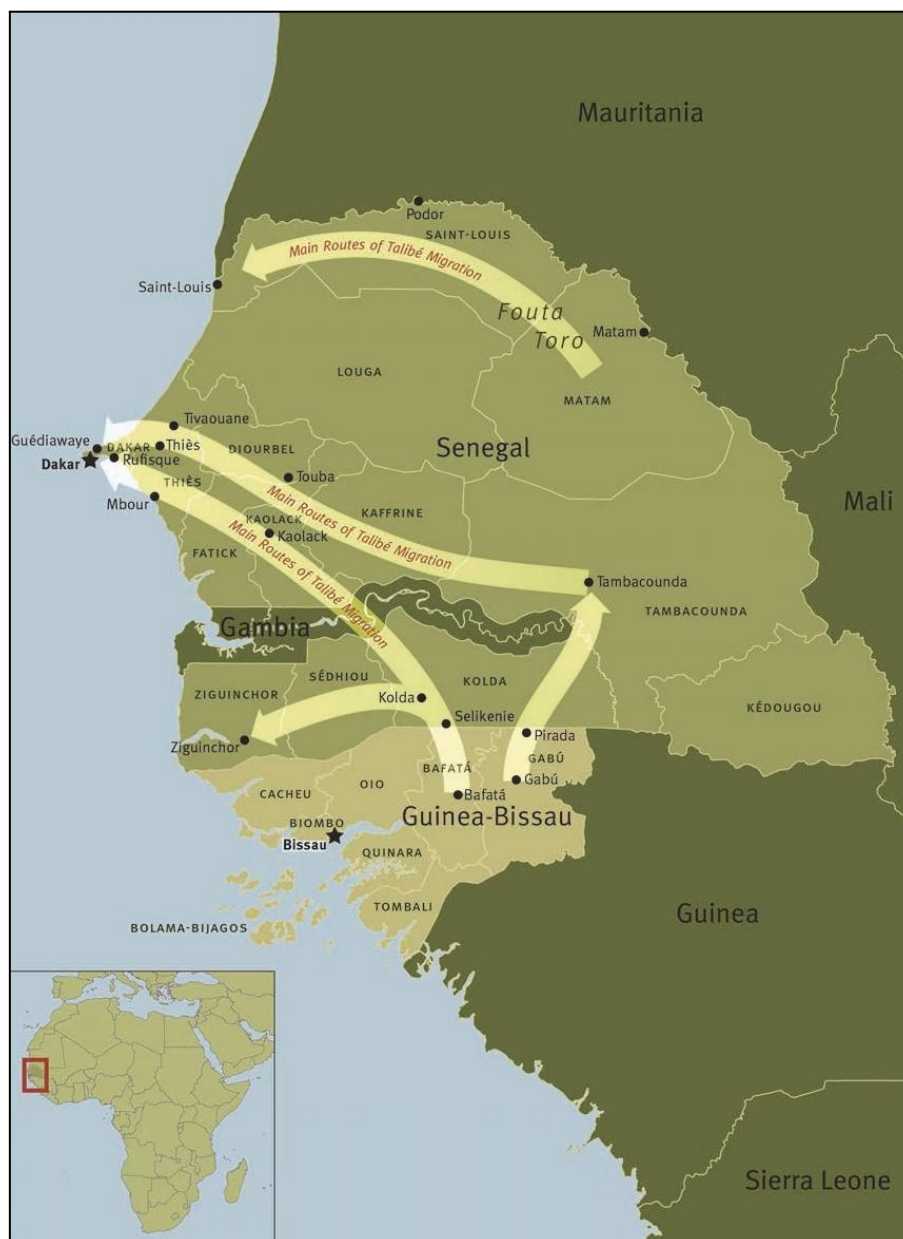 Mauritania
Podor
SAINT-LOUIS
Main Routes of Talibé Migration
Saint-Louis
Fouta
Toro
Matam
LOUGA
MATAM
Tivaouane
Guédiawaye
DAKAR
Thiès
DIOURBEL
Senegal
Dakar
Rufisque
THIÈS
Touba
Mali
Mbour
Main Routes of Talibé Migration
KAFFRINE
KAOLACK
Kaolack
Main Routes of Talibé Migration
FATICK
Tambacounda
TAMBACOUNDA
Gambia
SÉDHIOU
KOLDA
ZIGUINCHOR
Kolda
KÉDOUGOU
Selikenie
Pirada
Ziguinchor
GABÚ
BAFATÁ
Gabú
OIO
CACHEU
Bafatá
Guinea-Bissau
BIOMBO
Bissau
QUINARA
TOMBALI
Guinea
BOLAMA-BIJAGOS
Sierra Leone